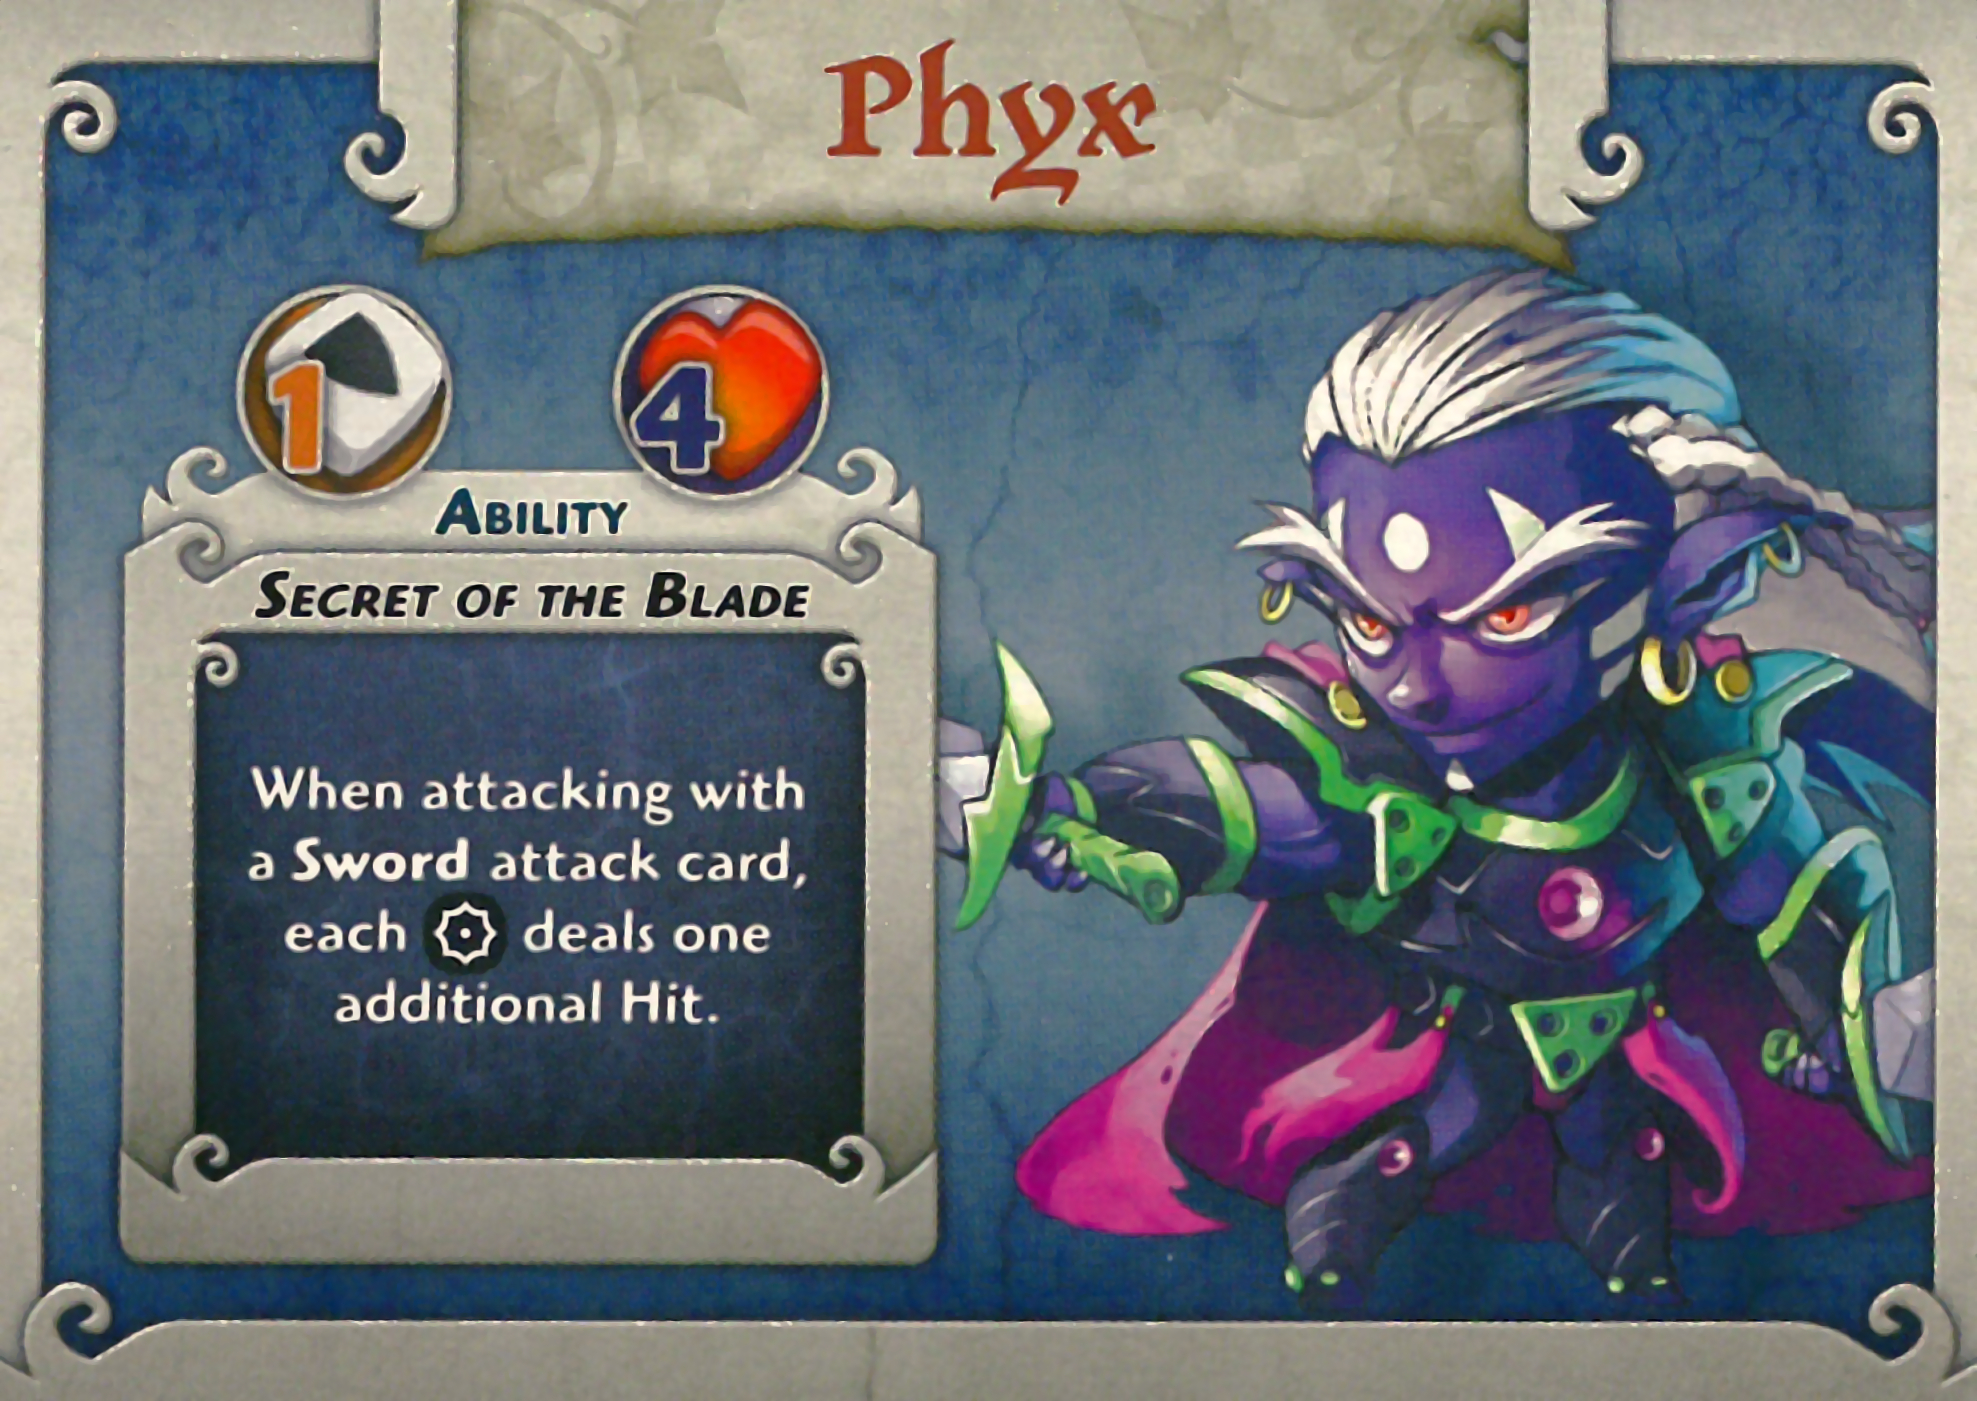 Phyx
1
4
Ability
Secret of the Blade
When attacking with
a Sword attack card,
each deals one
additional Hit.